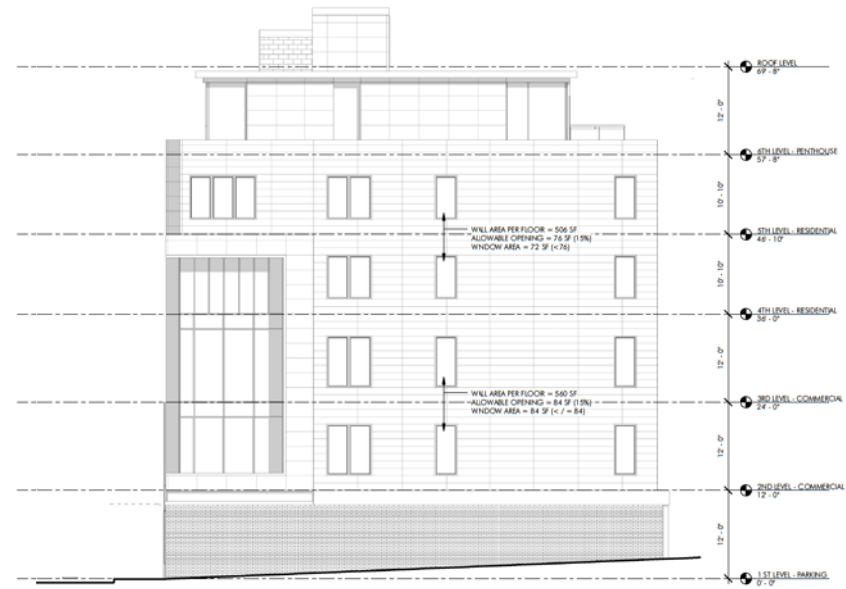 ROOF LEVEL
69' - 8"
12' - 0"
6TH LEVEL - PENTHOUSE
57' - 8"
10' - 10"
WALL AREA PER FLOOR = 506 SF
ALLOWABLE OPENING = 76 SF (15%)
WINDOW AREA = 72 SF (<76)
5TH LEVEL - RESIDENTIAL
46' - 10"
10' - 10"
4TH LEVEL - RESIDENTIAL
36' - 0"
12' - 0"
WALL AREA PER FLOOR = 560 SF
ALLOWABLE OPENING = 84 SF (15%)
WINDOW AREA = 84 SF (< / = 84)
3RD LEVEL - COMMERCIAL
24' - 0"
12' - 0"
2ND LEVEL - COMMERCIAL
12' - 0"
12' - 0"
1ST LEVEL - PARKING
0' - 0"